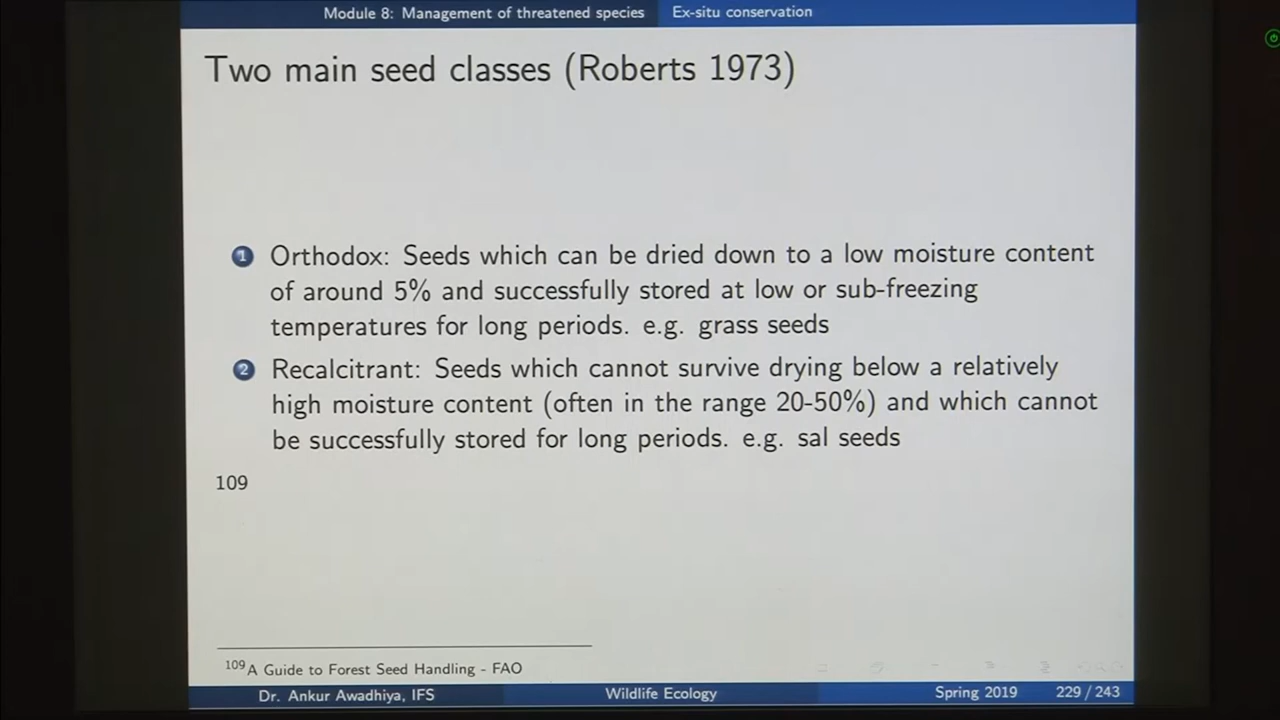 Module 8: Management of threatened species Ex-situ conservation
Two main seed classes (Roberts 1973)
1 Orthodox: Seeds which can be dried down to a low moisture content
of around 5% and successfully stored at low or sub-freezing
temperatures for long periods. e.g. grass seeds
2 Recalcitrant: Seeds which cannot survive drying below a relatively
high moisture content (often in the range 20-50%) and which cannot
be successfully stored for long periods. e.g. sal seeds
109
109 A Guide to Forest Seed Handling - FAO
Dr. Ankur Awadhiya, IFS Wildlife Ecology Spring 2019 229 / 243